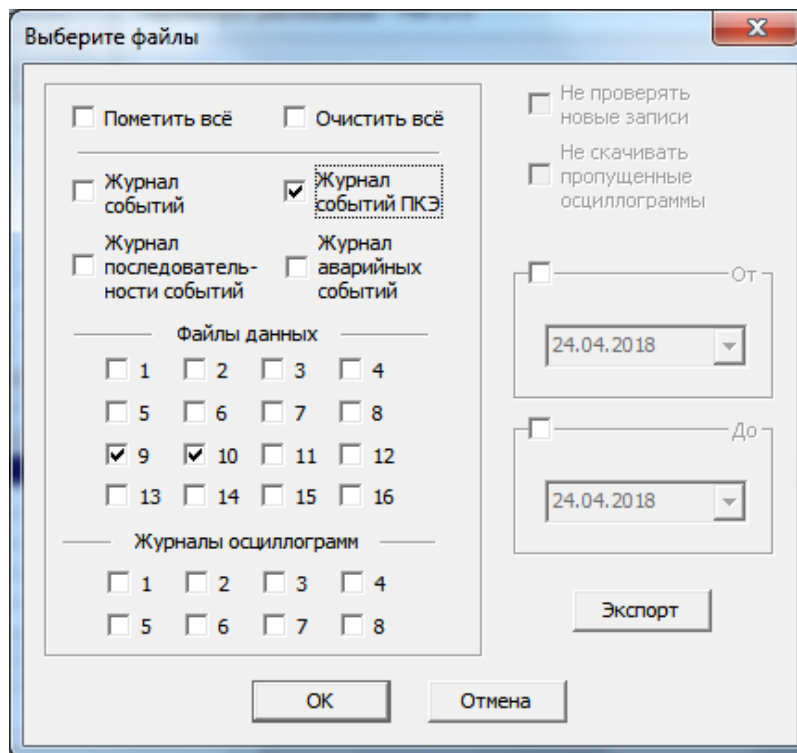 Выберите файлы
Пометить всё
Очистить всё
Журнал
событий
Журнал
событий ПКЭ
Журнал
последователь-
ности событий
Журнал
аварийных
событий
Файлы данных
1 2 3 4
5 6 7 8
9 10 11 12
13 14 15 16
Журналы осциллограмм
1 2 3 4
5 6 7 8
Не проверять
новые записи
Не скачивать
пропущенные
осциллограммы
От
24.04.2018
До
24.04.2018
Экспорт
OK
Отмена